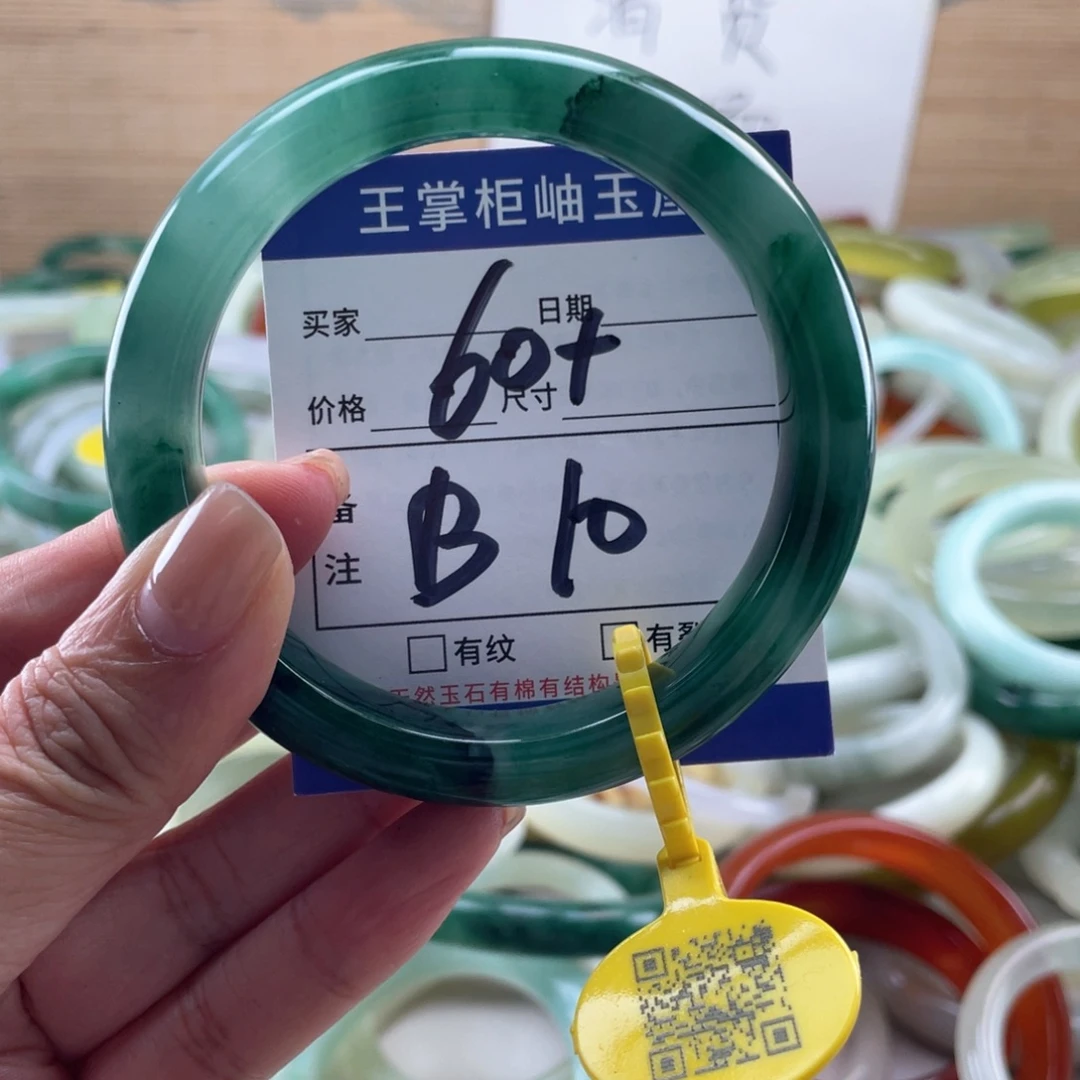 王掌柜岫玉
买家 日期
60+
价格 尺寸
备注
B 10
有纹 有裂
天然玉石有棉有结构